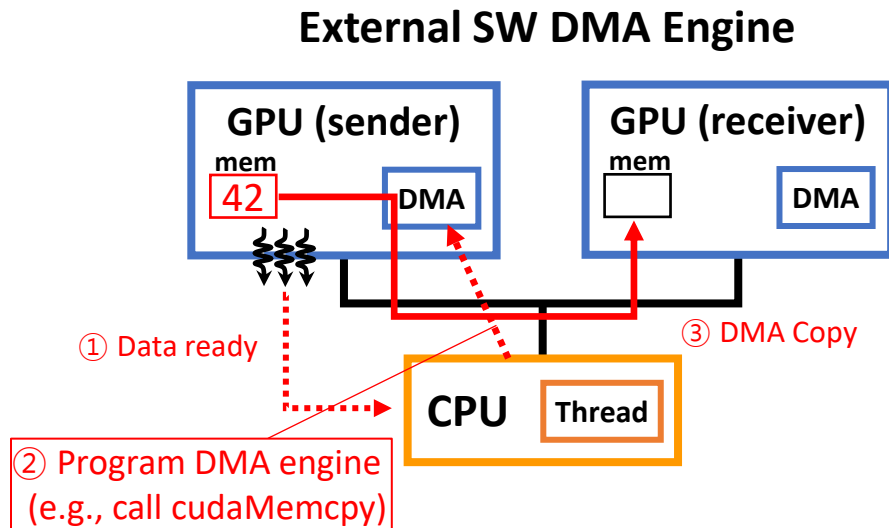 External SW DMA Engine
GPU (sender)
mem
42
DMA
GPU (receiver)
mem
DMA
① Data ready
③ DMA Copy
CPU
Thread
② Program DMA engine
(e.g., call cudaMemcpy)